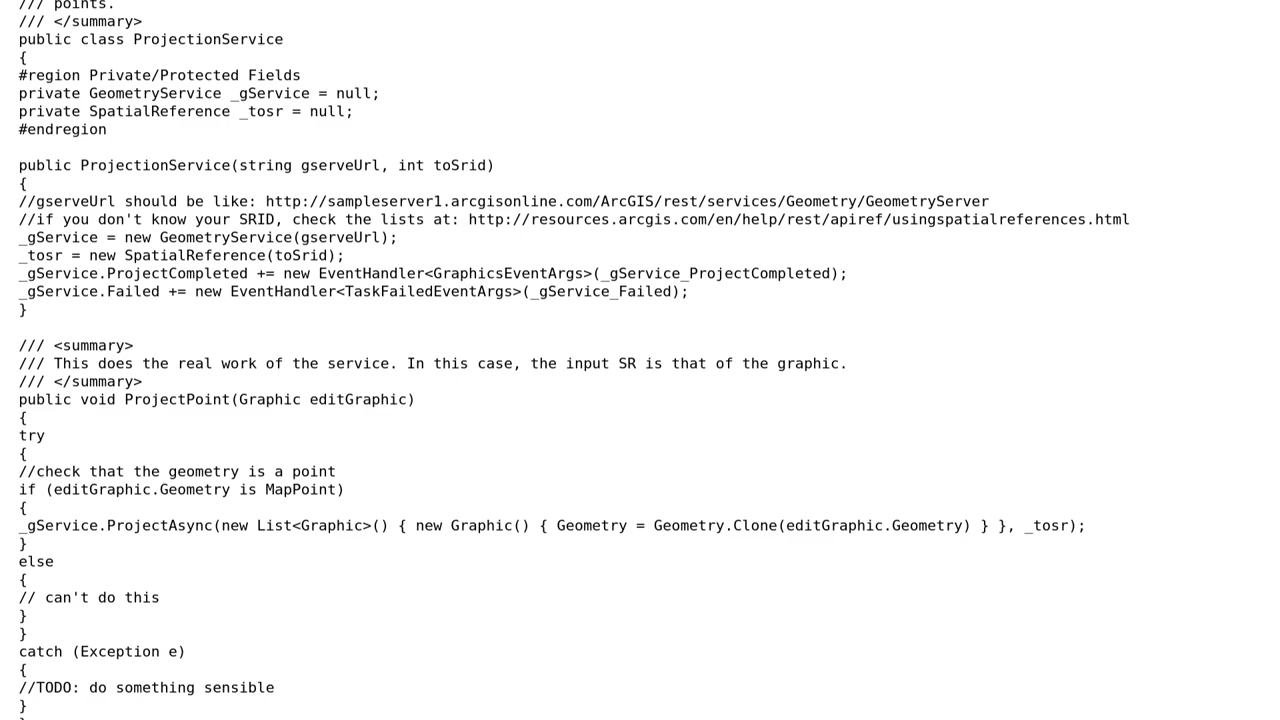 /// points.
/// </summary>
public class ProjectionService
{
#region Private/Protected Fields
private GeometryService _gService = null;
private SpatialReference _tosr = null;
#endregion
public ProjectionService(string gserveUrl, int toSrid)
{
//gserveUrl should be like: http://sampleserver1.arcgisonline.com/ArcGIS/rest/services/Geometry/GeometryServer
//if you don't know your SRID, check the lists at: http://resources.arcgis.com/en/help/rest/apiref/usingspatialreferences.html
_gService = new GeometryService(gserveUrl);
_tosr = new SpatialReference(toSrid);
_gService.ProjectCompleted += new EventHandler<GraphicsEventArgs>(_gService_ProjectCompleted);
_gService.Failed += new EventHandler<TaskFailedEventArgs>(_gService_Failed);
}
/// <summary>
/// This does the real work of the service. In this case, the input SR is that of the graphic.
/// </summary>
public void ProjectPoint(Graphic editGraphic)
{
try
{
//check that the geometry is a point
if (editGraphic.Geometry is MapPoint)
{
_gService.ProjectAsync(new List<Graphic>() { new Graphic() { Geometry = Geometry.Clone(editGraphic.Geometry) } }, _tosr);
}
else
{
// can't do this
}
}
catch (Exception e)
{
//TODO: do something sensible
}
}